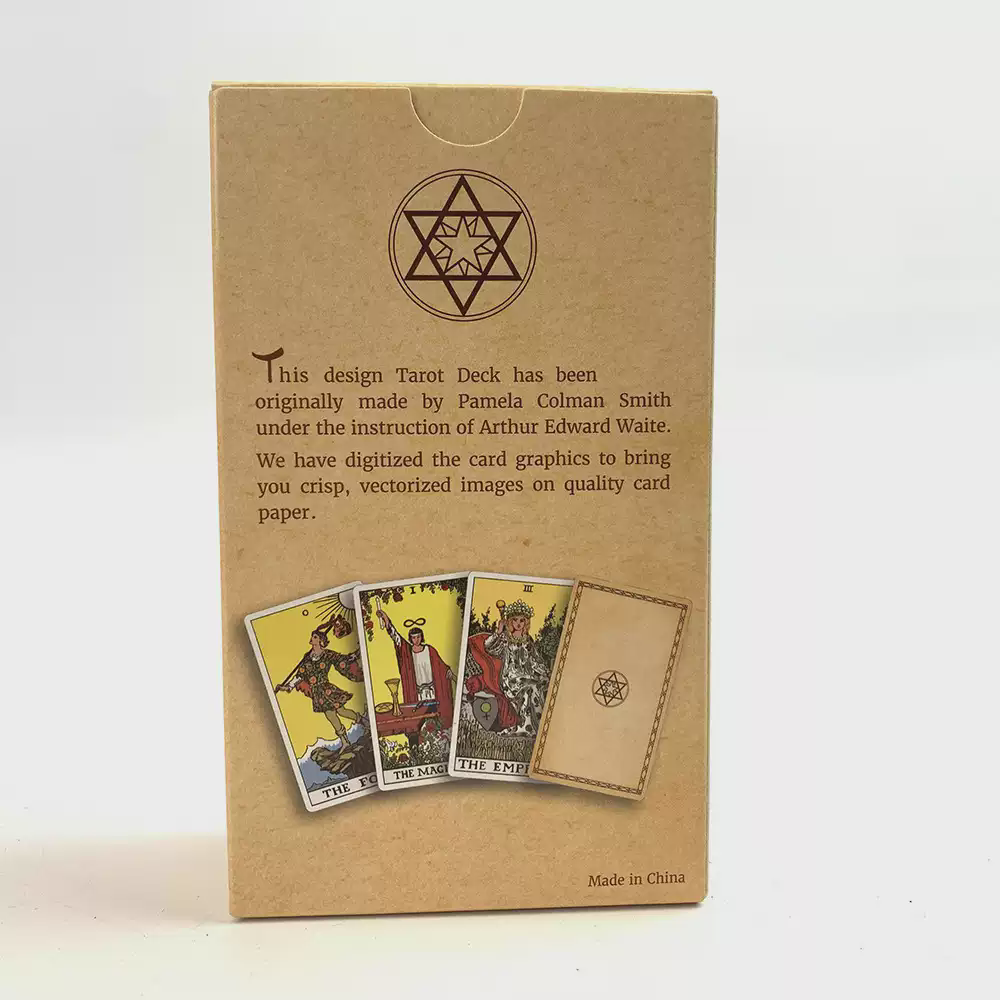 This design Tarot Deck has been
originally made by Pamela Colman Smith
under the instruction of Arthur Edward Waite.
We have digitized the card graphics to bring
you crisp, vectorized images on quality card
paper.
I
III
THE
THE
THE
Made in China